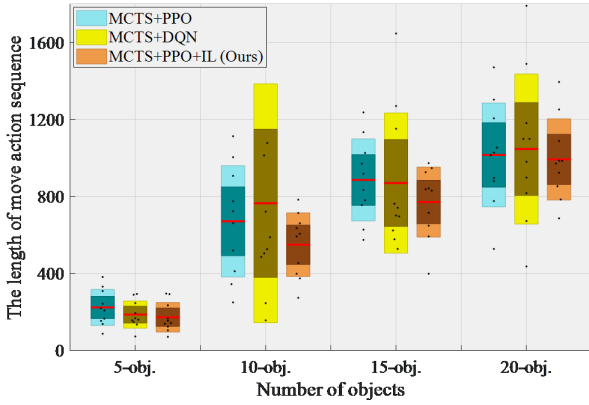 MCTS+PPO
MCTS+DQN
MCTS+PPO+IL (Ours)
The length of move action sequence
1600
1200
800
400
0
5-obj.
10-obj.
15-obj.
20-obj.
Number of objects